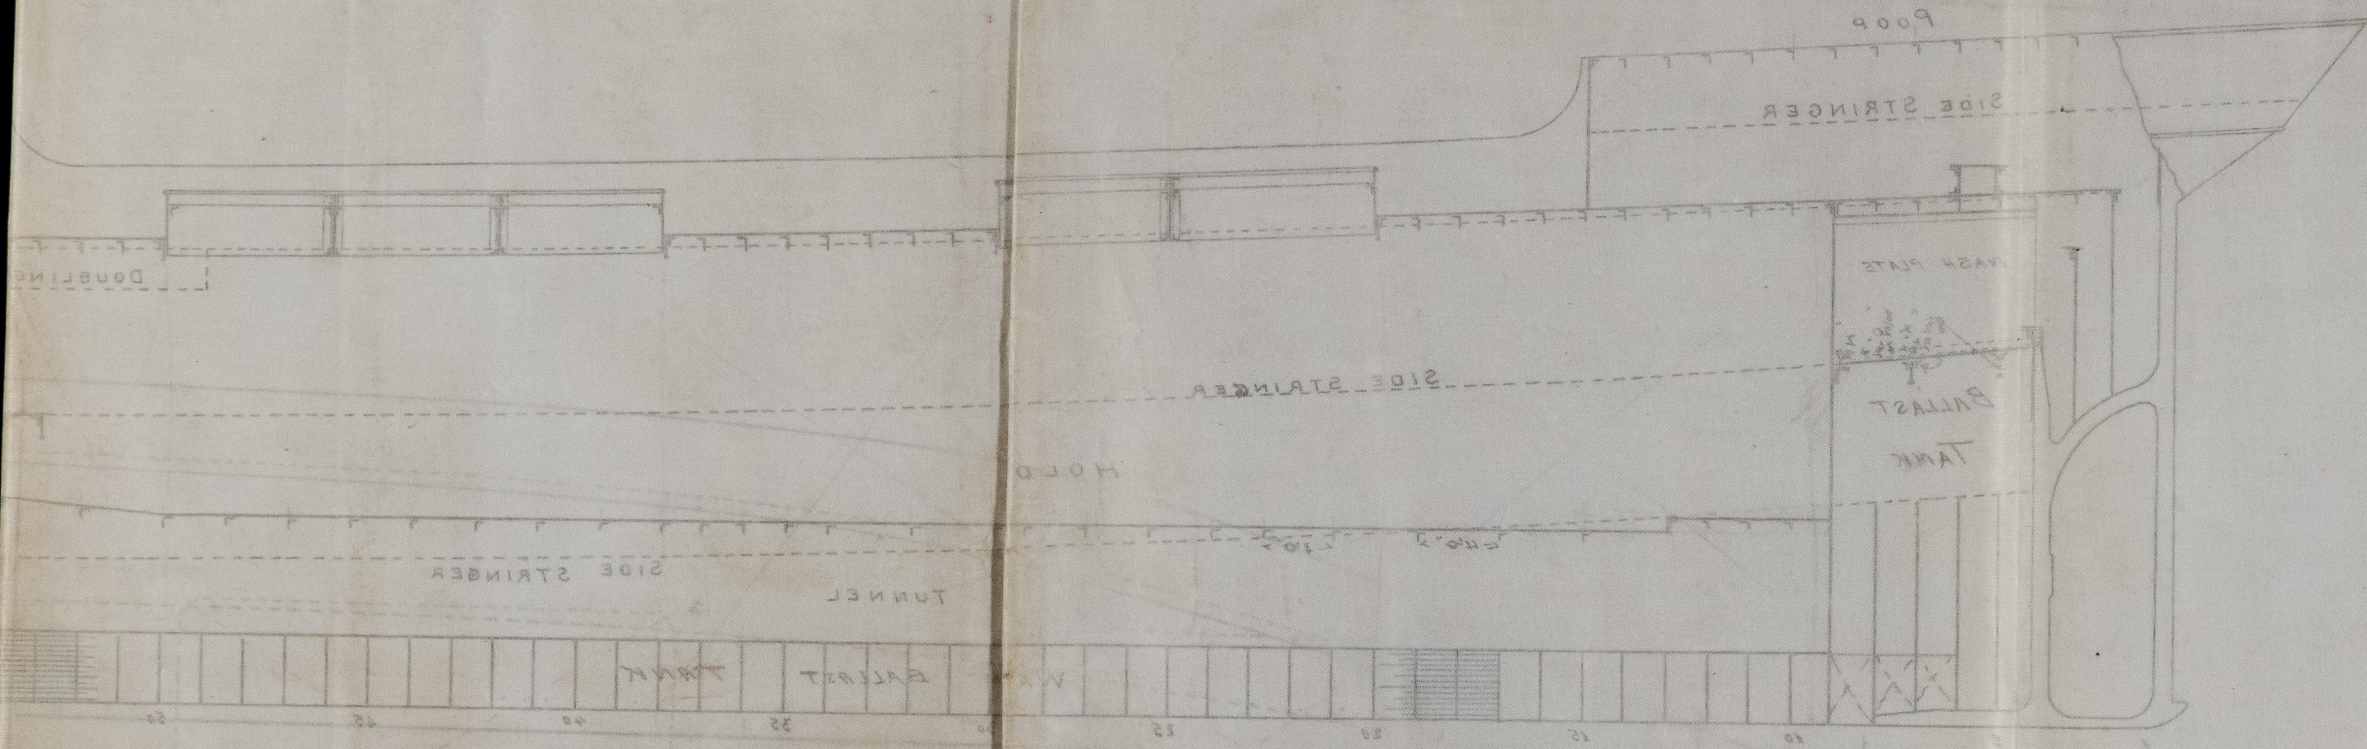 POOP
SIDE STRINGER
WASH PLATE
DOUBLING
SIDE STRINGER
BALLAST
TANK
HOLD
SIDE STRINGER
TUNNEL
BALLAST TANK
10 15 20 25 30 35 40 45 50